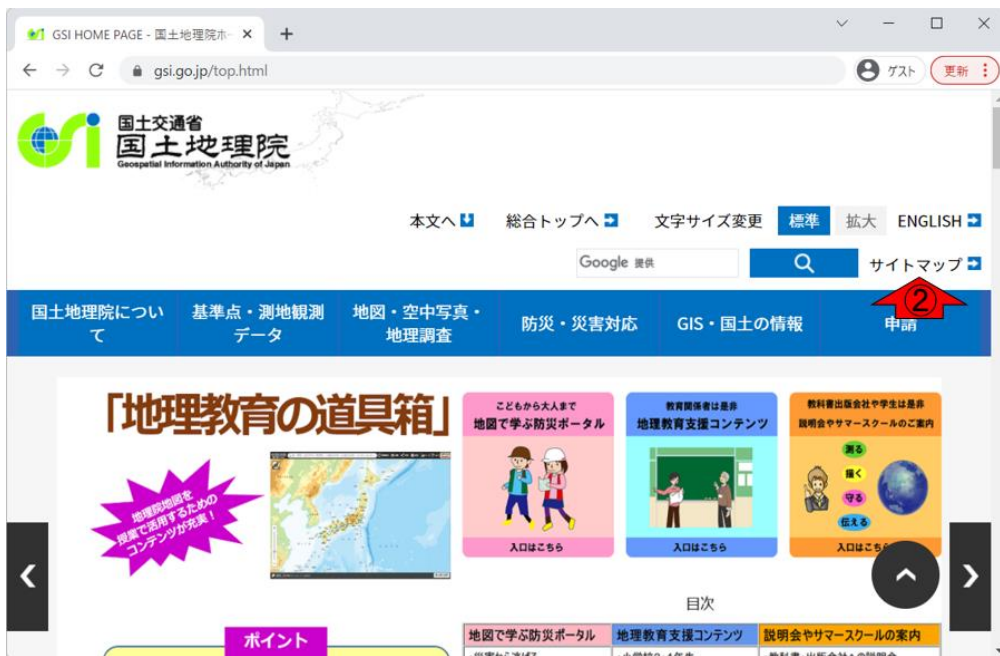 GSI HOME PAGE - 国土地理院ホー
gsi.go.jp/top.html
ゲスト
更新
国土交通省
国土地理院
Geospatial Information Authority of Japan
本文へ 総合トップへ 文字サイズ変更 標準 拡大 ENGLISH
Google 提供
サイトマップ
②
国土地理院につい
て
基準点・測地観測
データ
地図・空中写真・
地理調査
防災・災害対応
GIS・国土の情報
申請
「地理教育の道具箱」
地理院地図を
授業で活用するための
コンテンツが充実！
こどもから大人まで
地図で学ぶ防災ポータル
入口はこちら
教育関係者は是非
地理教育支援コンテンツ
入口はこちら
教科書出版会社や学生は是非
説明会やサマースクールのご案内
測る
描く
守る
伝える
入口はこちら
目次
ポイント
地図で学ぶ防災ポータル
地理教育支援コンテンツ
説明会やサマースクールの案内